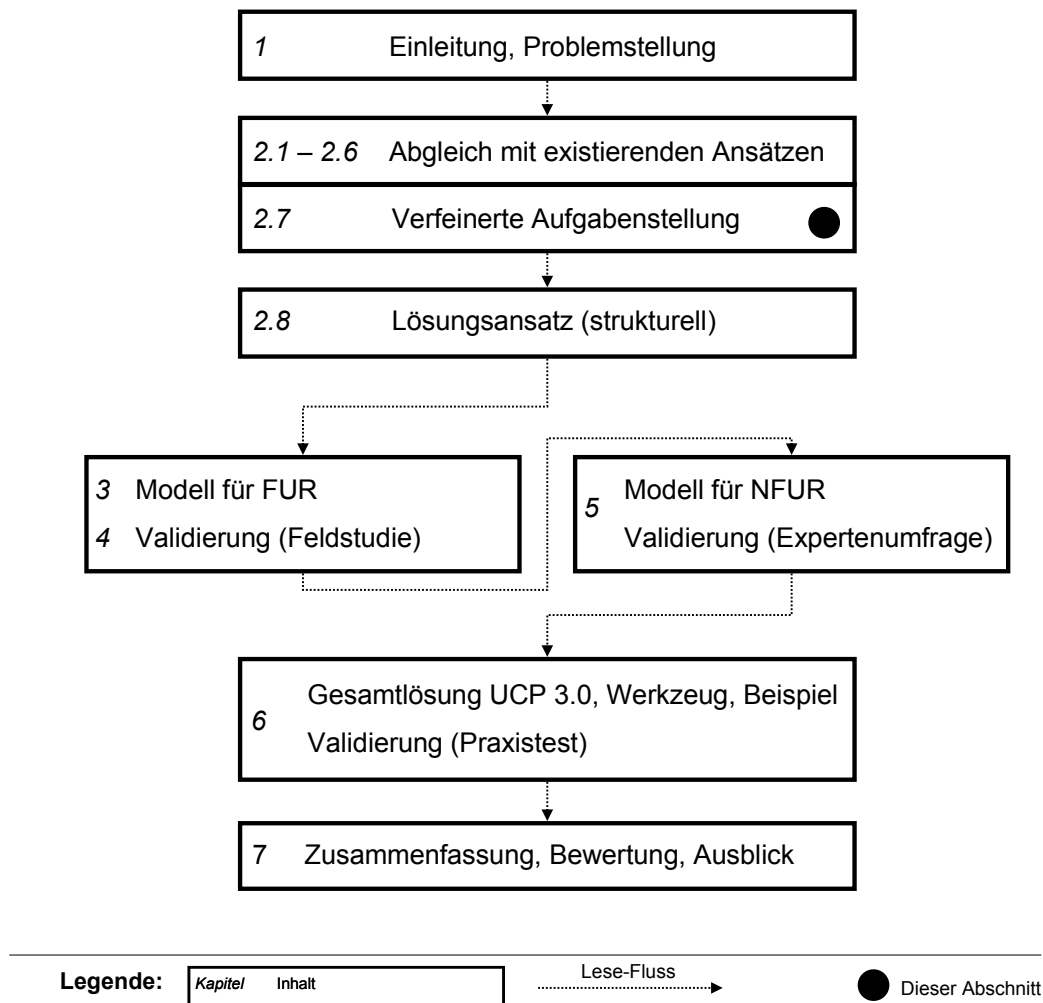 1 Einleitung, Problemstellung
2.1 – 2.6 Abgleich mit existierenden Ansätzen
2.7 Verfeinerte Aufgabenstellung
2.8 Lösungsansatz (strukturell)
3 Modell für FUR
4 Validierung (Feldstudie)
5 Modell für NFUR
Validierung (Expertenumfrage)
6 Gesamtlösung UCP 3.0, Werkzeug, Beispiel
Validierung (Praxistest)
7 Zusammenfassung, Bewertung, Ausblick
Legende: Kapitel Inhalt Lese-Fluss Dieser Abschnitt